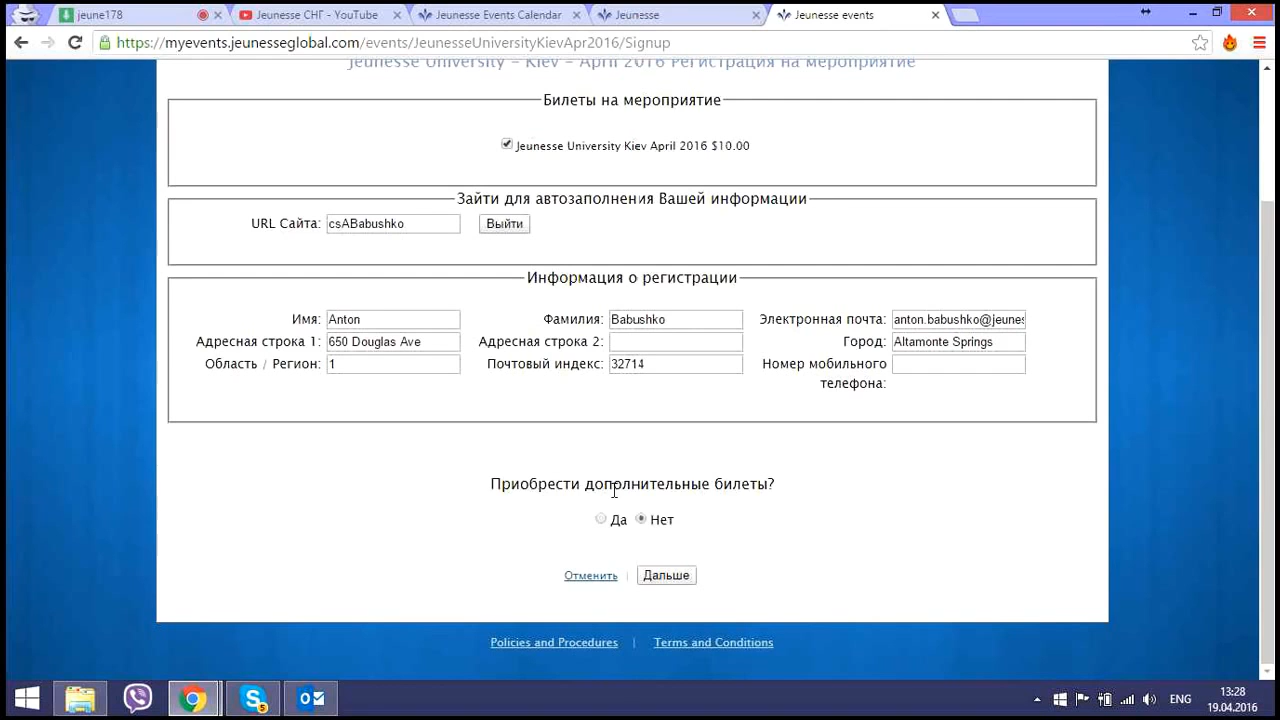 jeune178
Jeunesse СНГ - YouTube
Jeunesse Events Calendar
Jeunesse
Jeunesse events
https://myevents.jeunesseglobal.com/events/JeunesseUniversityKievApr2016/Signup
Jeunesse University - Kiev - April 2016 Регистрация на мероприятие
Билеты на мероприятие
Jeunesse University Kiev April 2016 $10.00
Зайти для автозаполнения Вашей информации
URL Сайта: csABabushko Выйти
Информация о регистрации
Имя: Anton Фамилия: Babushko Электронная почта: anton.babushko@jeunes
Адресная строка 1: 650 Douglas Ave Адресная строка 2: Город: Altamonte Springs
Область / Регион: 1 Почтовый индекс: 32714 Номер мобильного
телефона:
Приобрести дополнительные билеты?
Да Нет
Отменить | Дальше
Policies and Procedures | Terms and Conditions
5
ENG
13:28
19.04.2016